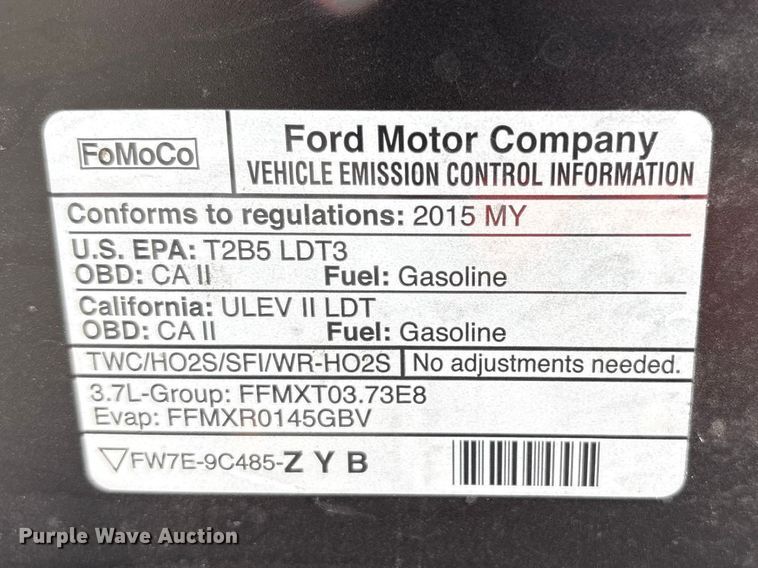 FoMoCo
Ford Motor Company
VEHICLE EMISSION CONTROL INFORMATION
Conforms to regulations: 2015 MY
U.S. EPA: T2B5 LDT3
OBD: CA II Fuel: Gasoline
California: ULEV II LDT
OBD: CA II Fuel: Gasoline
TWC/HO2S/SFI/WR-HO2S No adjustments needed.
3.7L-Group: FFMXT03.73E8
Evap: FFMXR0145GBV
▽FW7E-9C485-Z Y B
Purple Wave Auction